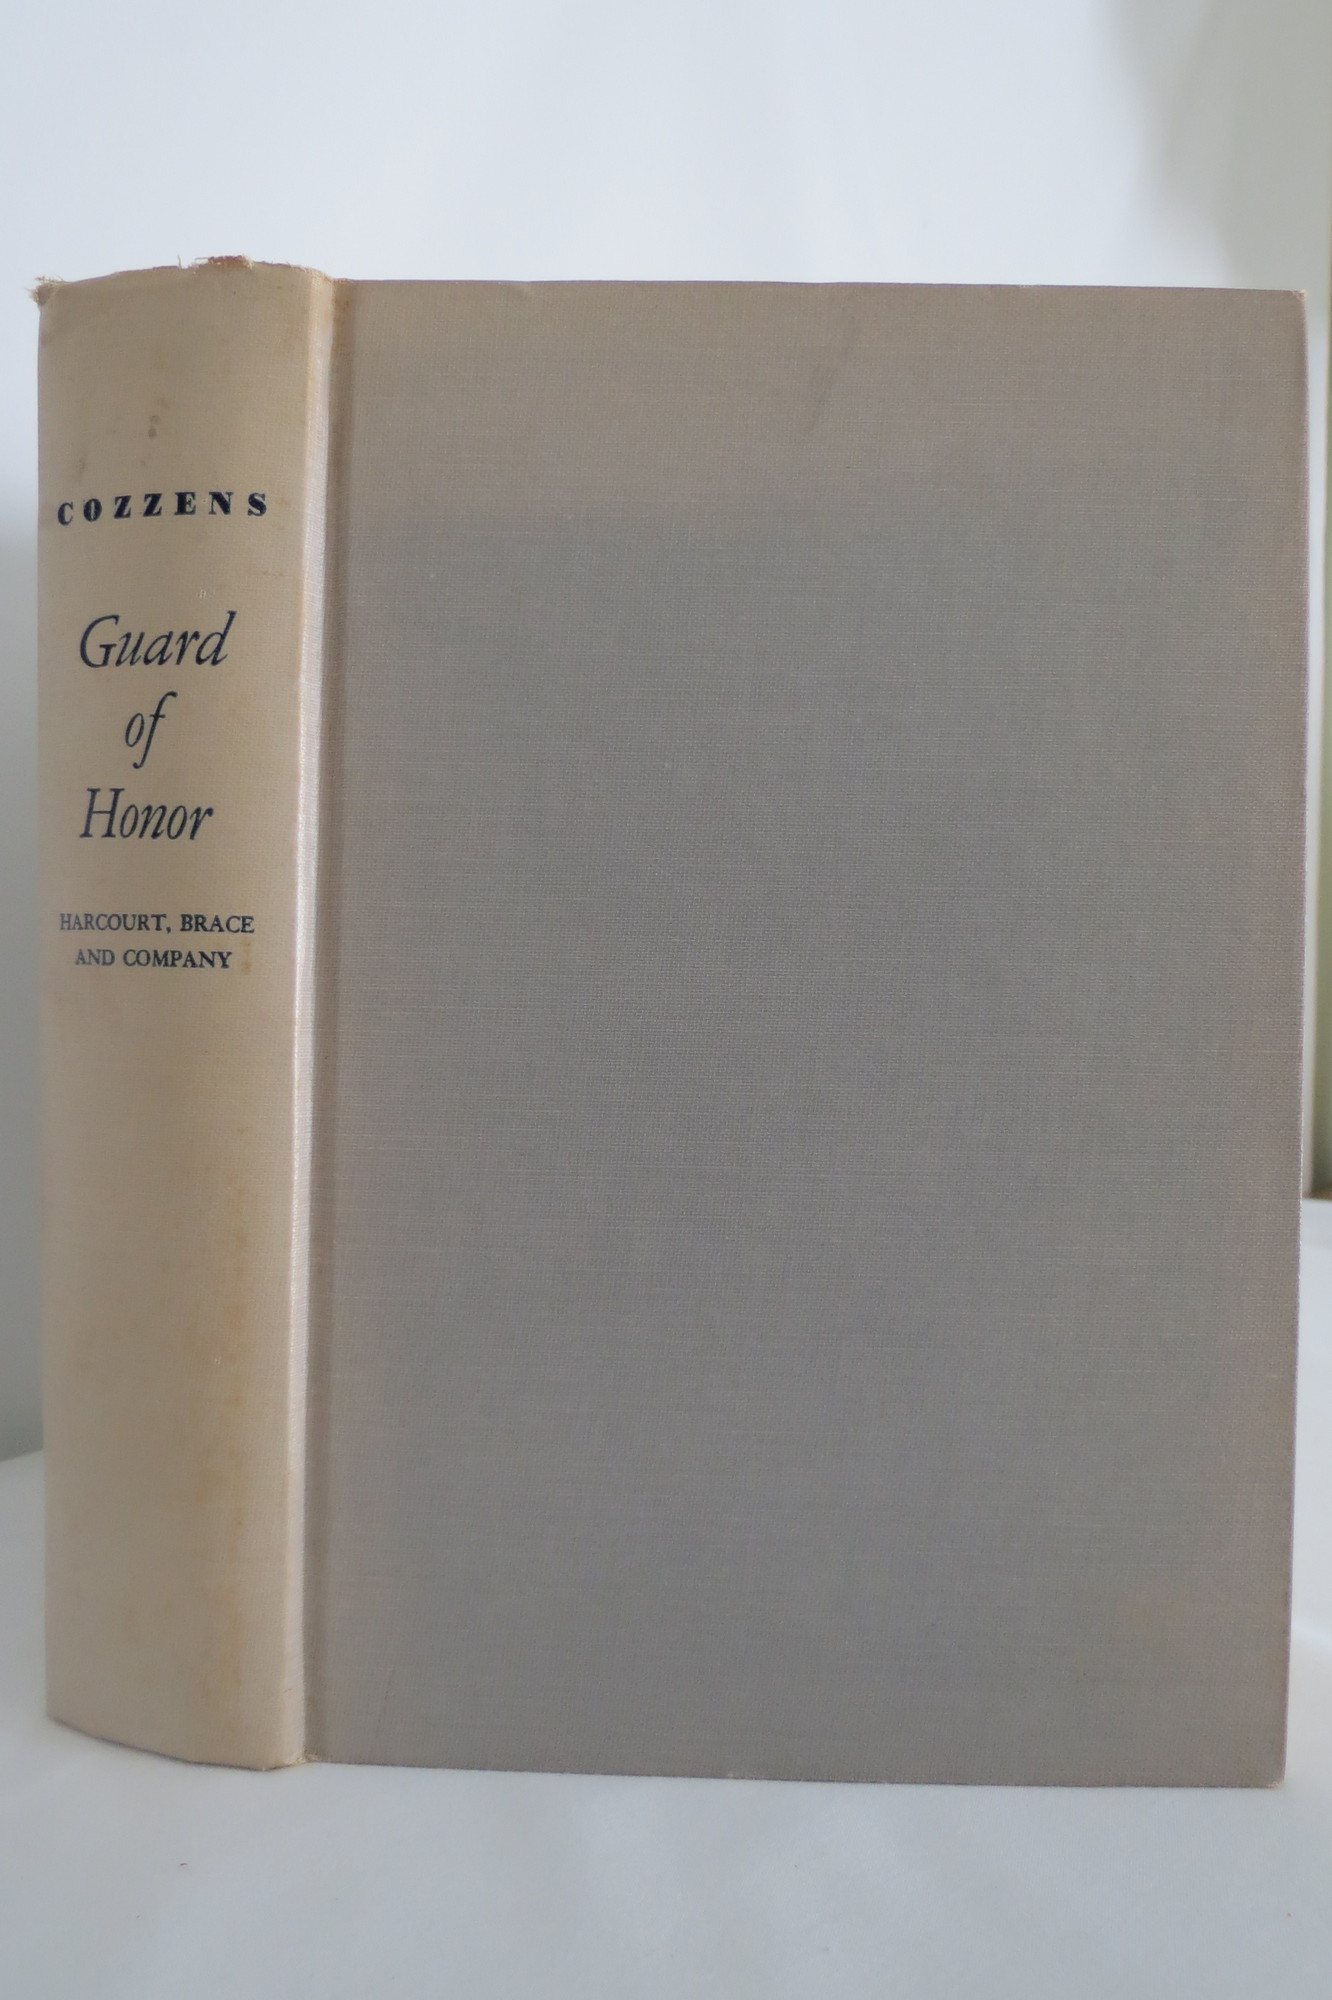 COZZENS
Guard
of
Honor
HARCOURT, BRACE
AND COMPANY